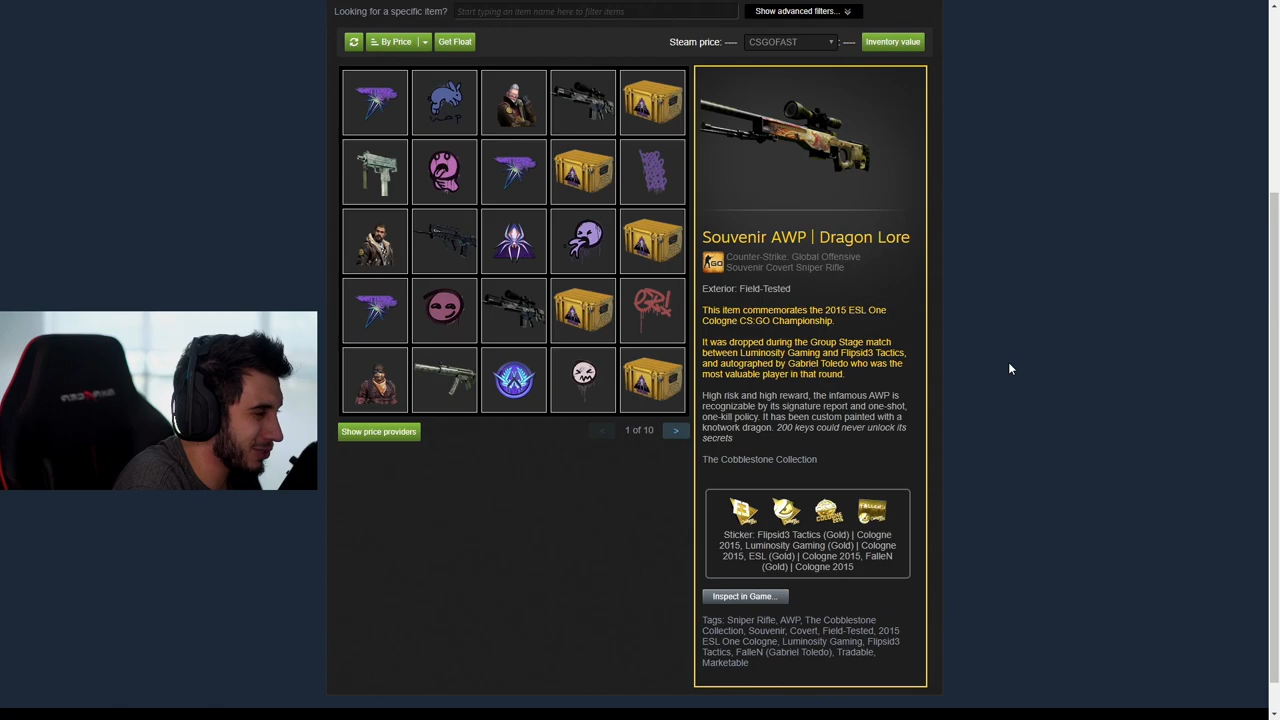 Looking for a specific item?
Start typing an item name here to filter items
Show advanced filters...
By Price
Get Float
Steam price: ----
CSGOFAST
: ----
Inventory value
Show price providers
<
1 of 10
>
Souvenir AWP | Dragon Lore
Counter-Strike: Global Offensive
Souvenir Covert Sniper Rifle
Exterior: Field-Tested
This item commemorates the 2015 ESL One
Cologne CS:GO Championship.
It was dropped during the Group Stage match
between Luminosity Gaming and Flipsid3 Tactics,
and autographed by Gabriel Toledo who was the
most valuable player in that round.
High risk and high reward, the infamous AWP is
recognizable by its signature report and one-shot,
one-kill policy. It has been custom painted with a
knotwork dragon. 200 keys could never unlock its
secrets
The Cobblestone Collection
Sticker: Flipsid3 Tactics (Gold) | Cologne
2015, Luminosity Gaming (Gold) | Cologne
2015, ESL (Gold) | Cologne 2015, FalleN
(Gold) | Cologne 2015
Inspect in Game...
Tags: Sniper Rifle, AWP, The Cobblestone
Collection, Souvenir, Covert, Field-Tested, 2015
ESL One Cologne, Luminosity Gaming, Flipsid3
Tactics, FalleN (Gabriel Toledo), Tradable,
Marketable